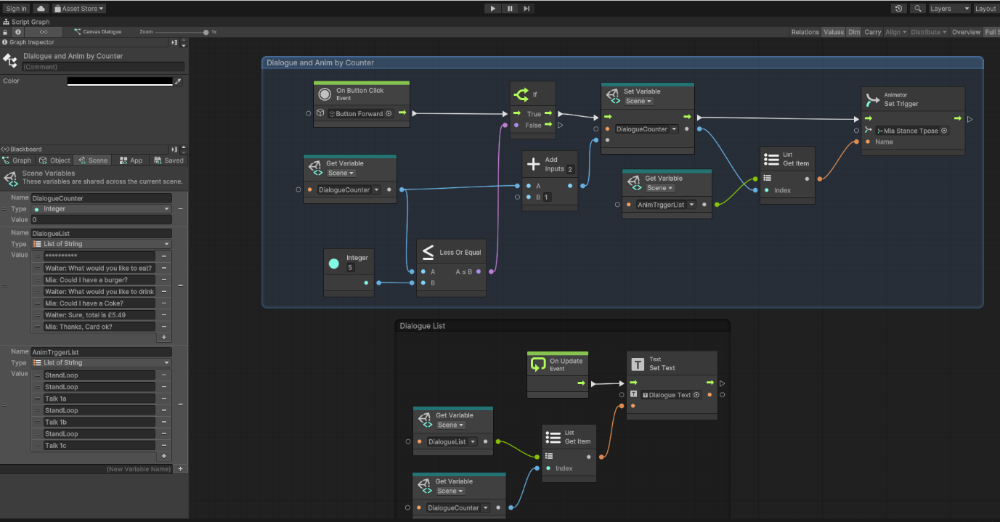 Sign in
Asset Store
Layers
Layout
Script Graph
Canvas Dialogue
Zoom
1x
Relations
Values
Dim
Carry
Align
Distribute
Overview
Full S
Graph Inspector
Dialogue and Anim by Counter
(Comment)
Color
Blackboard
Graph
Object
Scene
App
Saved
Scene Variables
These variables are shared across the current scene.
Name DialogueCounter
Type Integer
Value 0
Name DialogueList
Type List of String
Value **********
Waiter: What would you like to eat?
Mia: Could I have a burger?
Waiter: What would you like to drink
Mia: Could I have a Coke?
Waiter: Sure, total is £5.49
Mia: Thanks, Card ok?
Name AnimTrggerList
Type List of String
Value StandLoop
StandLoop
Talk 1a
StandLoop
Talk 1b
StandLoop
Talk 1c
(New Variable Name)
Dialogue and Anim by Counter
On Button Click
Event
Button Forward
If
True
False
Set Variable
Scene
DialogueCounter
Animator
Set Trigger
Mia Stance Tpose
Name
Get Variable
Scene
DialogueCounter
Add
Inputs 2
A
B 1
Get Variable
Scene
AnimTrggerList
List
Get Item
Index
Integer
5
Less Or Equal
A A ≤ B
B
Dialogue List
On Update
Event
Text
Set Text
Dialogue Text
Get Variable
Scene
DialogueList
List
Get Item
Index
Get Variable
Scene
DialogueCounter